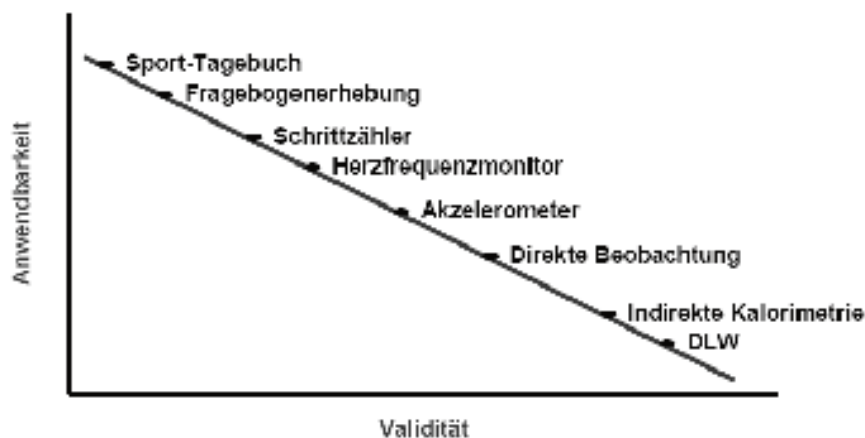 Sport-Tagebuch
Fragebogenerhebung
Schrittzähler
Herzfrequenzmonitor
Akzelerometer
Direkte Beobachtung
Indirekte Kalorimetrie
DLW
Anwendbarkeit
Validität